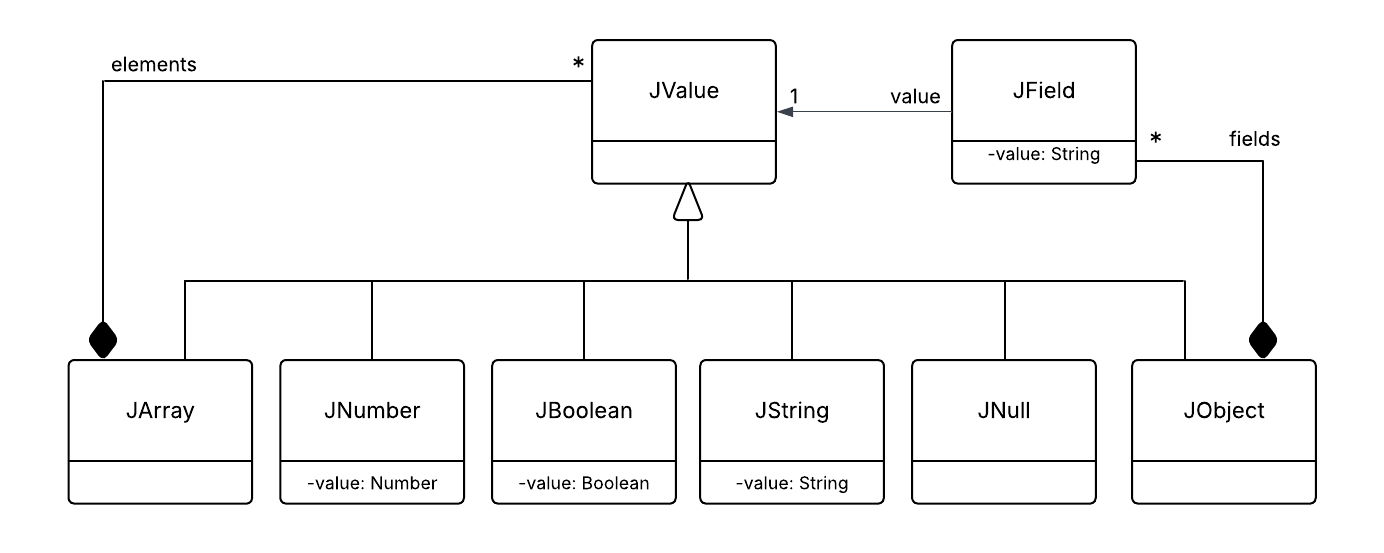 elements
*
JValue
1
value
JField
-value: String
*
fields
JArray
JNumber
-value: Number
JBoolean
-value: Boolean
JString
-value: String
JNull
JObject